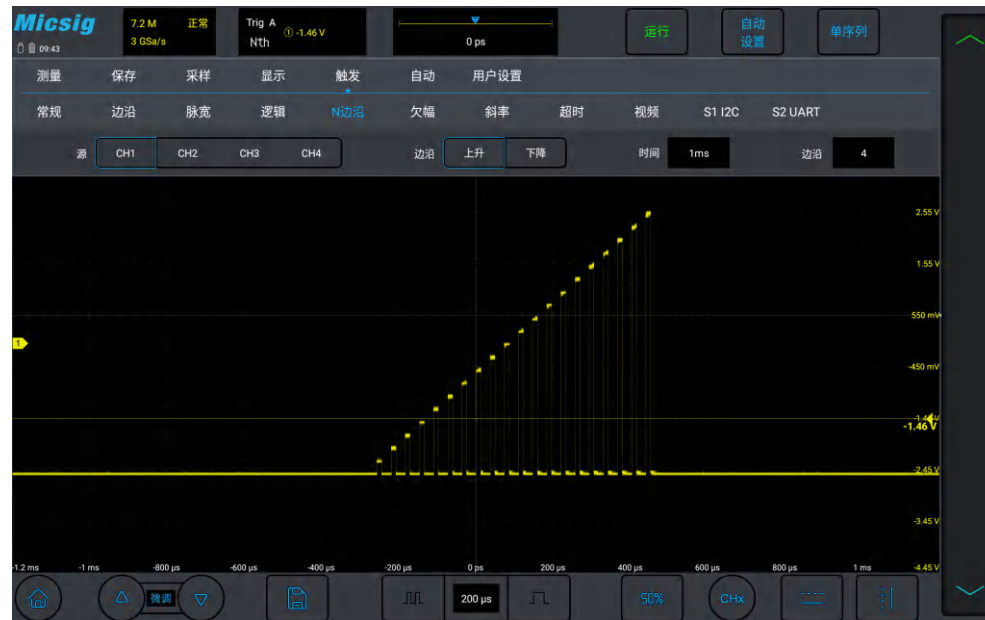 Micsig
09:43
7.2 M 正常
3 GSa/s
Trig A
Nth ① -1.46 V
0 ps
运行
自动
设置
单序列
测量 保存 采样 显示 触发 自动 用户设置
常规 边沿 脉宽 逻辑 N边沿 欠幅 斜率 超时 视频 S1 I2C S2 UART
源 CH1 CH2 CH3 CH4 边沿 上升 下降 时间 1ms 边沿 4
2.55 V
1.55 V
550 mV
1
-450 mV
-1.46 V
-2.45 V
-3.45 V
-4.45 V
-1.2 ms -1 ms -800 µs -600 µs -400 µs -200 µs 0 ps 200 µs 400 µs 600 µs 800 µs 1 ms
微调 200 µs 50% CHx